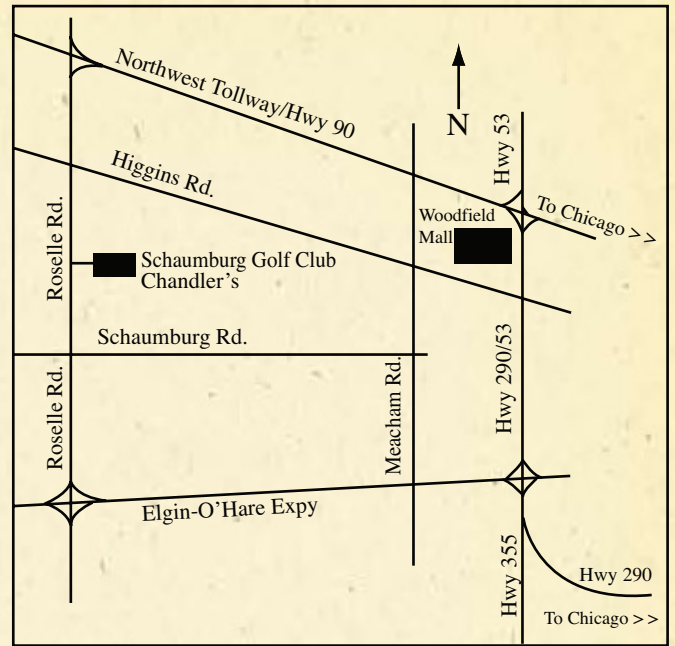 Northwest Tollway/Hwy 90
N
Hwy 53
Higgins Rd.
To Chicago >>
Woodfield
Mall
Roselle Rd.
Schaumburg Golf Club
Chandler's
Schaumburg Rd.
Hwy 290/53
Roselle Rd.
Meacham Rd.
Elgin-O'Hare Expy
Hwy 355
Hwy 290
To Chicago >>